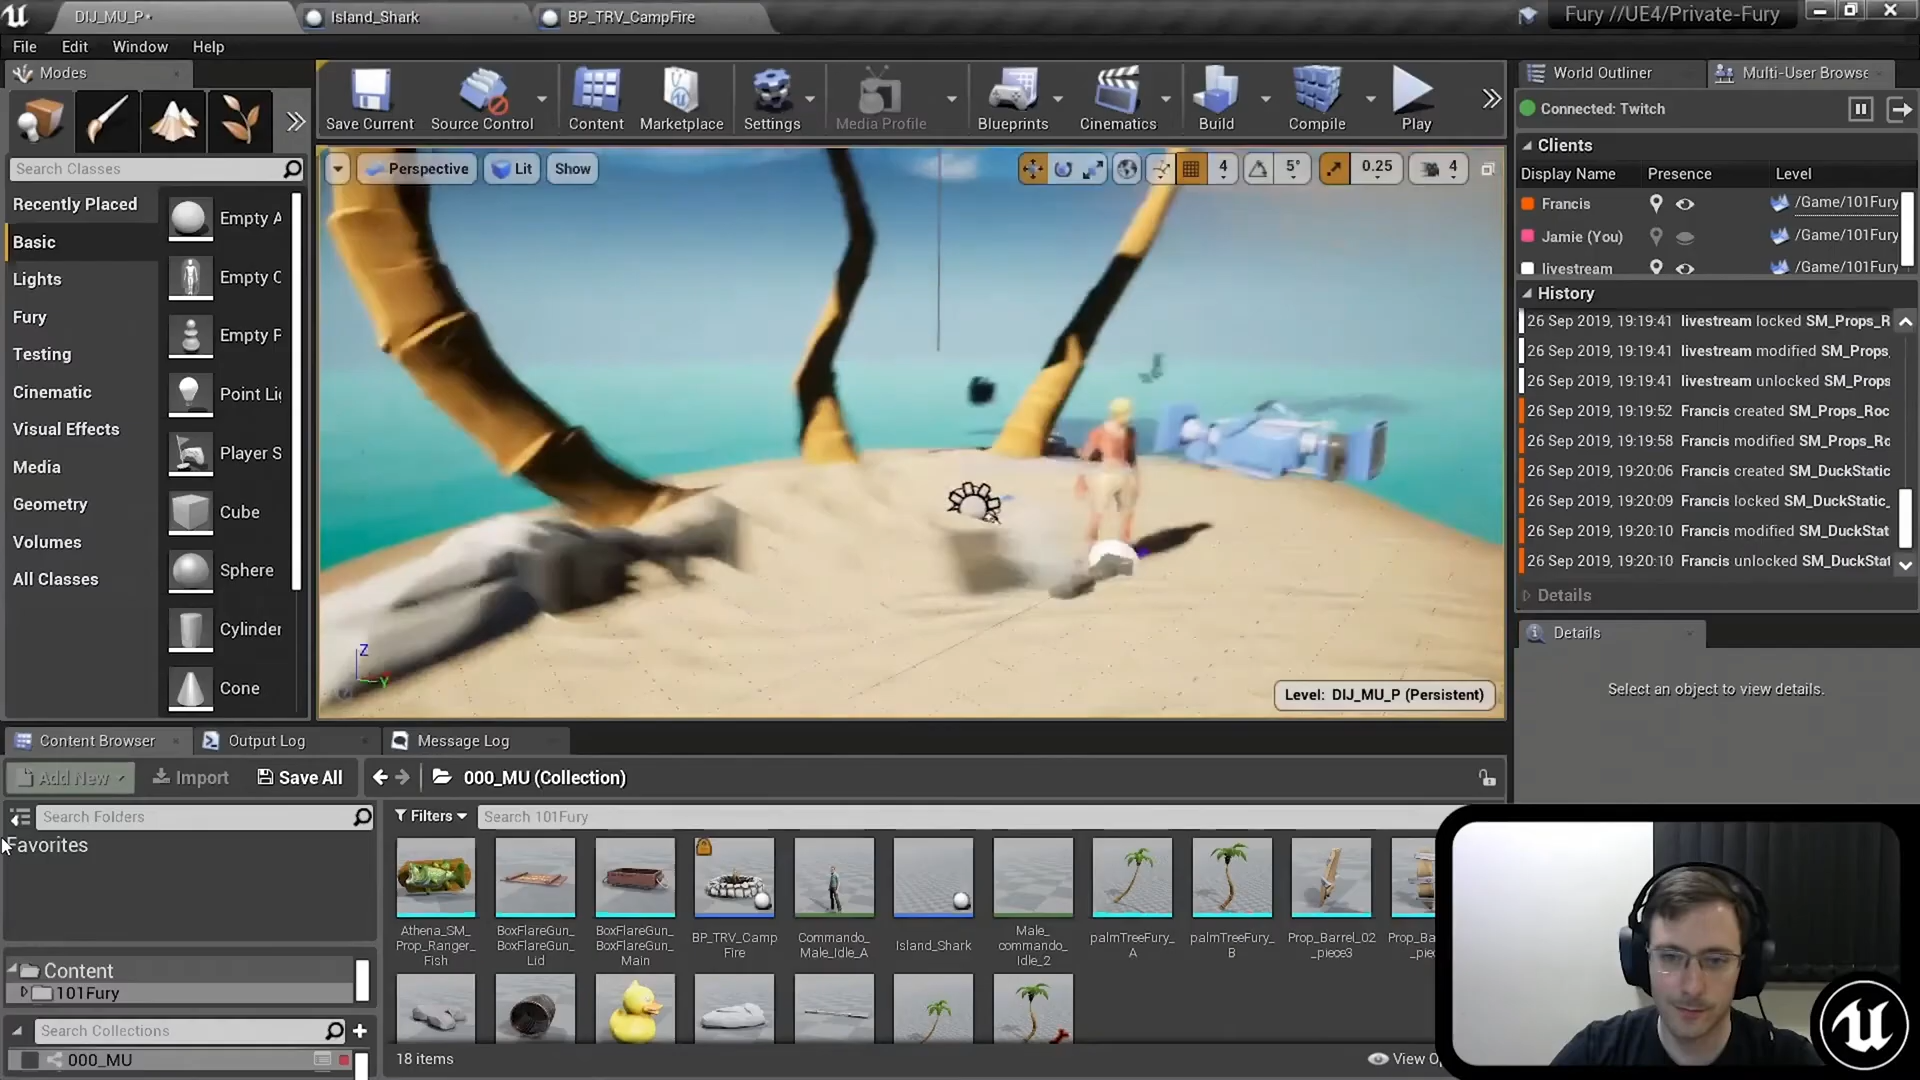 DIJ_MU_P•
Island_Shark
BP_TRV_CampFire
Fury //UE4/Private-Fury
File Edit Window Help
Modes
Save Current
Source Control
Content
Marketplace
Settings
Media Profile
Blueprints
Cinematics
Build
Compile
Play
World Outliner
Multi-User Browse
Connected: Twitch
Clients
Display Name Presence Level
Francis /Game/101Fury
Jamie (You) /Game/101Fury
livestream /Game/101Fury
History
26 Sep 2019, 19:19:41 livestream locked SM_Props_R
26 Sep 2019, 19:19:41 livestream modified SM_Props
26 Sep 2019, 19:19:41 livestream unlocked SM_Props
26 Sep 2019, 19:19:52 Francis created SM_Props_Roc
26 Sep 2019, 19:19:58 Francis modified SM_Props_Ro
26 Sep 2019, 19:20:06 Francis created SM_DuckStatic
26 Sep 2019, 19:20:09 Francis locked SM_DuckStatic_
26 Sep 2019, 19:20:10 Francis modified SM_DuckStat
26 Sep 2019, 19:20:10 Francis unlocked SM_DuckStat
Details
Details
Select an object to view details.
Search Classes
Recently Placed
Basic
Lights
Fury
Testing
Cinematic
Visual Effects
Media
Geometry
Volumes
All Classes
Empty A
Empty C
Empty F
Point Li
Player S
Cube
Sphere
Cylinder
Cone
Perspective
Lit
Show
4
5°
0.25
4
Z
Y
Level: DIJ_MU_P (Persistent)
Content Browser
Output Log
Message Log
Add New
Import
Save All
000_MU (Collection)
Search Folders
Favorites
Content
101Fury
Search Collections
000_MU
Filters
Search 101Fury
Athena_SM_
Prop_Ranger_
Fish
BoxFlareGun_
BoxFlareGun_
Lid
BoxFlareGun_
BoxFlareGun_
Main
BP_TRV_Camp
Fire
Commando_
Male_Idle_A
Island_Shark
Male_
commando_
Idle_2
palmTreeFury_
A
palmTreeFury_
B
Prop_Barrel_02
_piece3
Prop_Ba
_piec
18 items
View Op